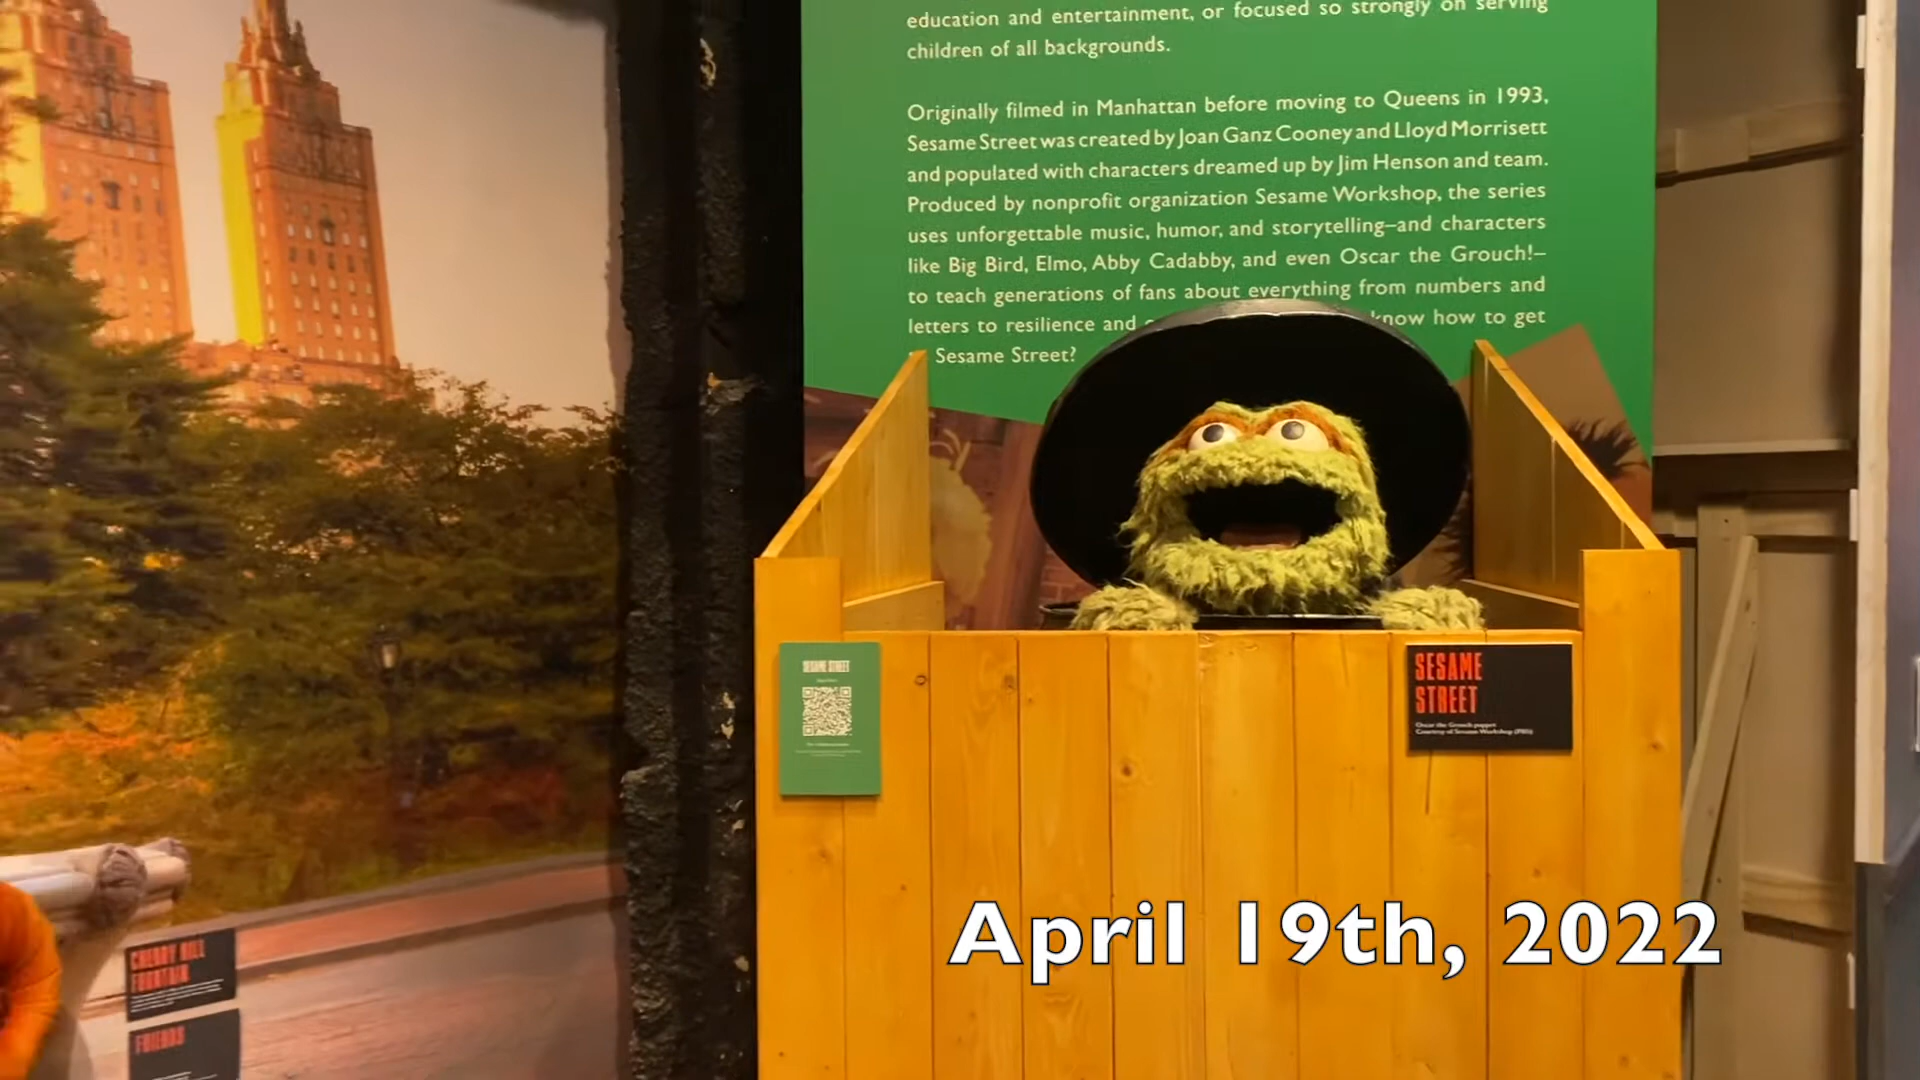 education and entertainment, or focused so strongly on serving
children of all backgrounds.
Originally filmed in Manhattan before moving to Queens in 1993,
Sesame Street was created by Joan Ganz Cooney and Lloyd Morrisett
and populated with characters dreamed up by Jim Henson and team.
Produced by nonprofit organization Sesame Workshop, the series
uses unforgettable music, humor, and storytelling–and characters
like Big Bird, Elmo, Abby Cadabby, and even Oscar the Grouch!–
to teach generations of fans about everything from numbers and
letters to resilience and know how to get
Sesame Street?
SESAME STREET
SESAME
STREET
Oscar the Grouch puppet
Courtesy of Sesame Workshop (PBS)
April 19th, 2022
CHERRY HILL
FOUNTAIN
FRIENDS